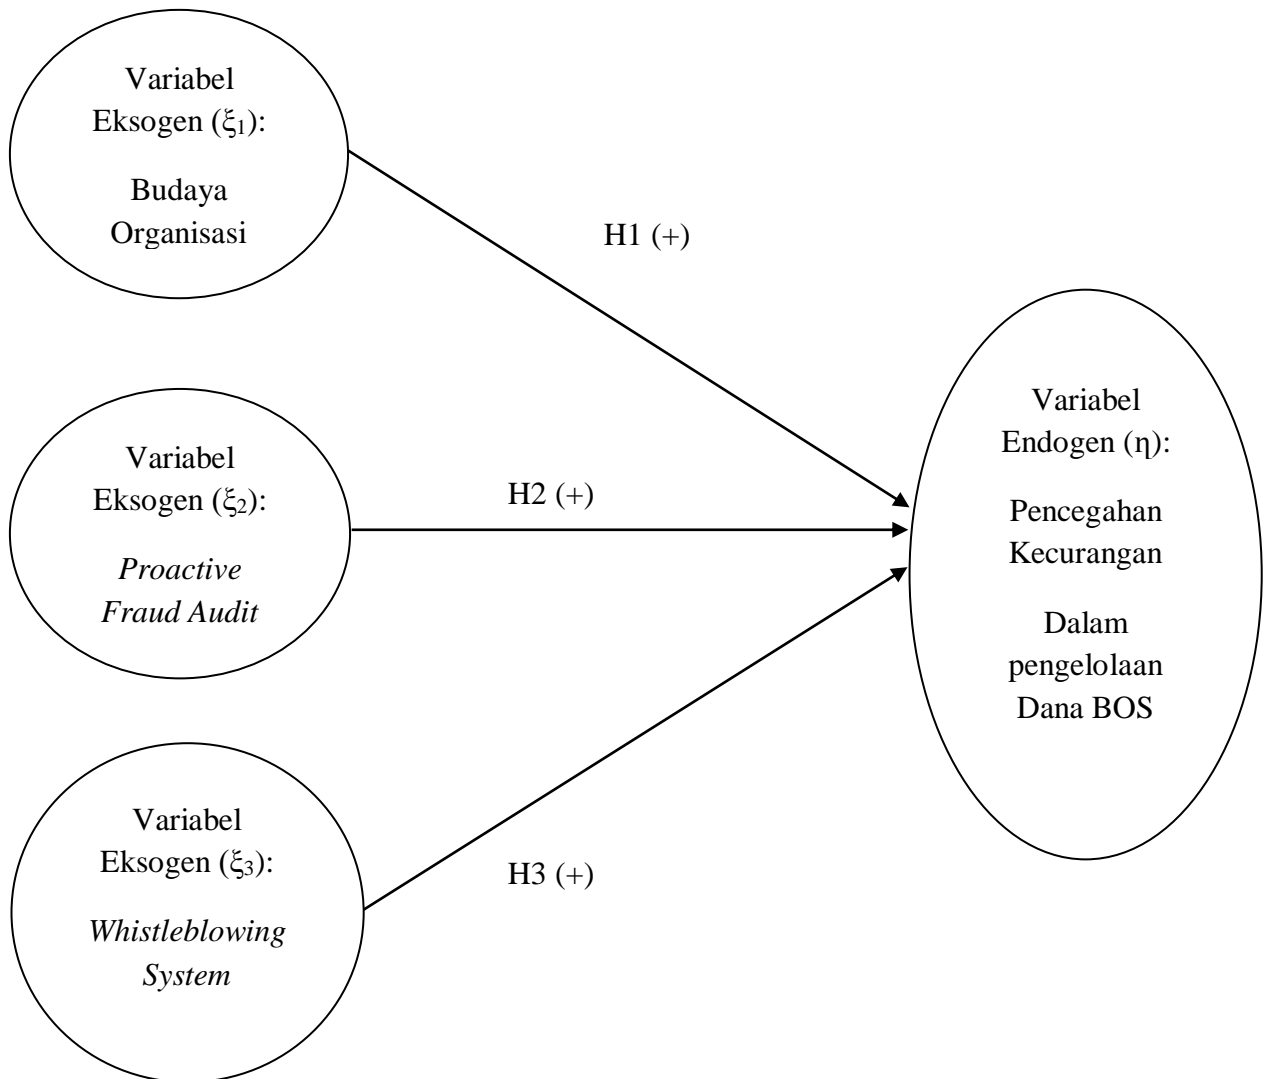 Variabel
Eksogen (ξ₁):
Budaya
Organisasi
H1 (+)
Variabel
Eksogen (ξ₂):
Proactive
Fraud Audit
H2 (+)
Variabel
Eksogen (ξ₃):
Whistleblowing
System
H3 (+)
Variabel
Endogen (η):
Pencegahan
Kecurangan
Dalam
pengelolaan
Dana BOS